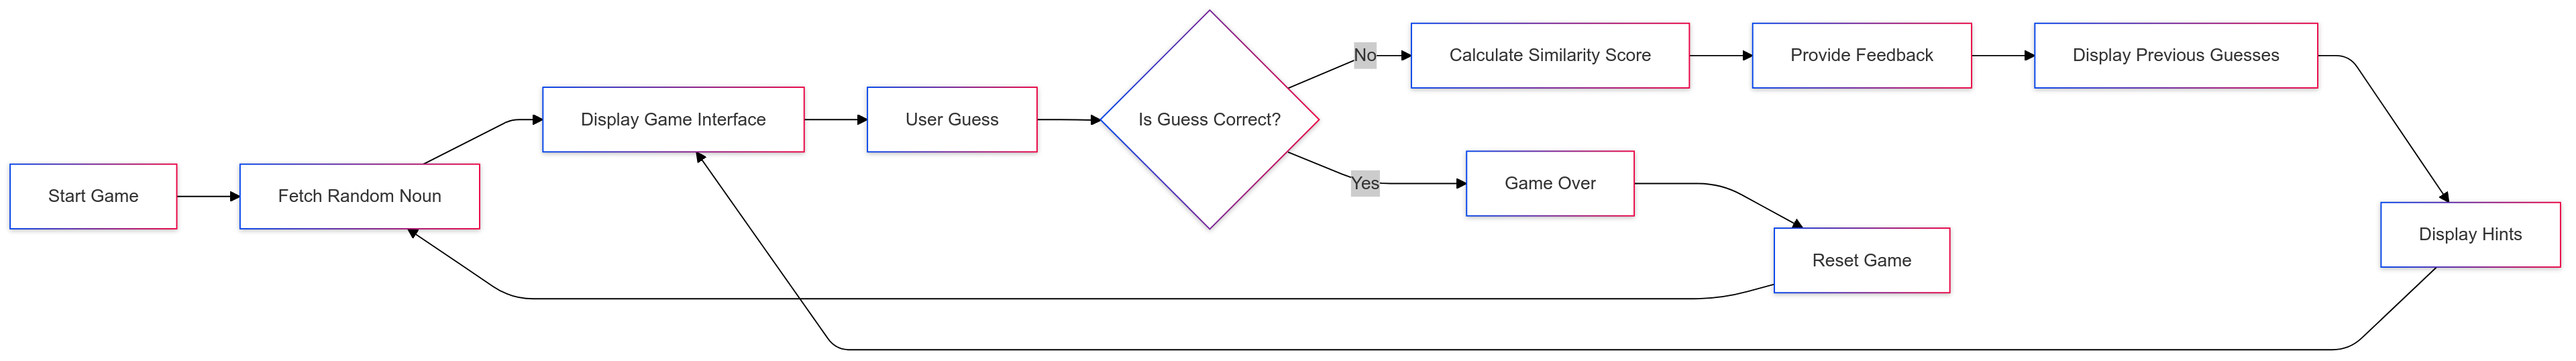 Start Game
Fetch Random Noun
Display Game Interface
User Guess
Is Guess Correct?
No
Calculate Similarity Score
Provide Feedback
Display Previous Guesses
Yes
Game Over
Reset Game
Display Hints